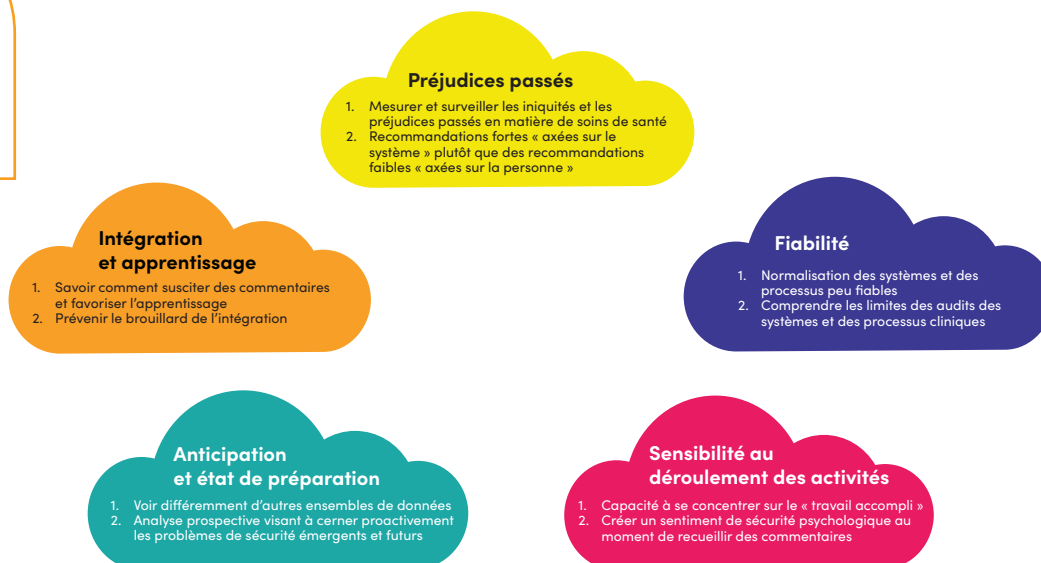 Préjudices passés
1. Mesurer et surveiller les iniquités et les
préjudices passés en matière de soins de santé
2. Recommandations fortes « axées sur le
système » plutôt que des recommandations
faibles « axées sur la personne »
Intégration
et apprentissage
1. Savoir comment susciter des commentaires
et favoriser l’apprentissage
2. Prévenir le brouillard de l’intégration
Fiabilité
1. Normalisation des systèmes et des
processus peu fiables
2. Comprendre les limites des audits des
systèmes et des processus cliniques
Anticipation
et état de préparation
1. Voir différemment d’autres ensembles de données
2. Analyse prospective visant à cerner proactivement
les problèmes de sécurité émergents et futurs
Sensibilité au
déroulement des activités
1. Capacité à se concentrer sur le « travail accompli »
2. Créer un sentiment de sécurité psychologique au
moment de recueillir des commentaires